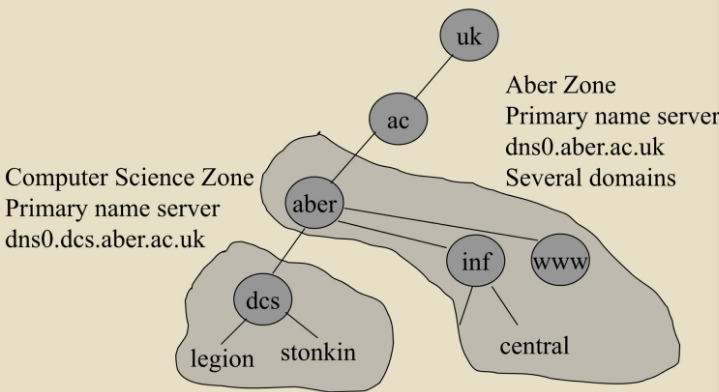 uk
ac
Aber Zone
Primary name server
dns0.aber.ac.uk
Several domains
Computer Science Zone
Primary name server
dns0.dcs.aber.ac.uk
aber
inf
www
dcs
legion
stonkin
central